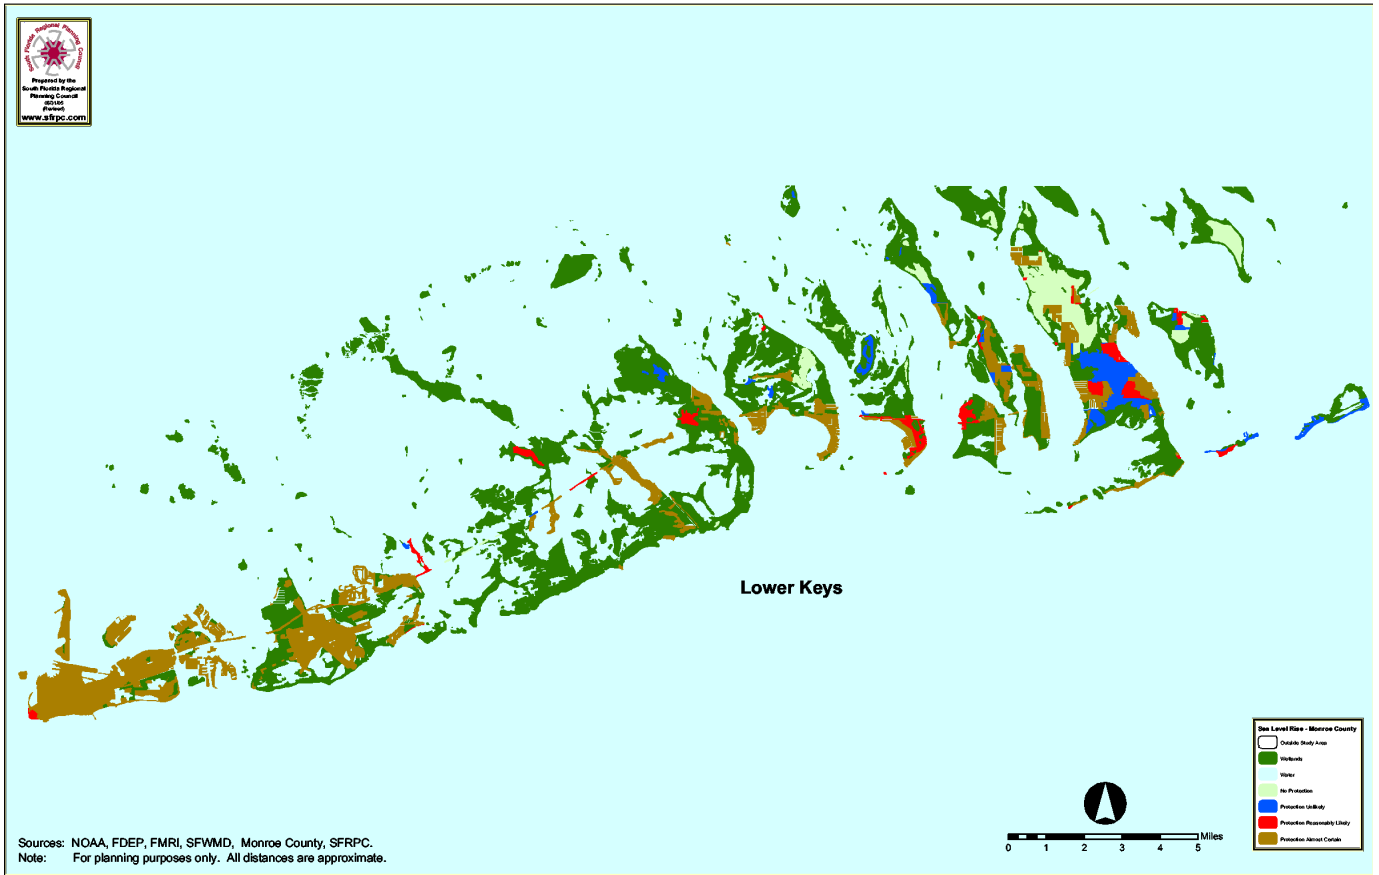 South Florida Regional Planning Council
Prepared by the
South Florida Regional
Planning Council
(Revised)
www.sfrpc.com
Lower Keys
Sea Level Rise - Monroe County
Outside Study Area
Wetlands
Water
No Protection
Protection Unlikely
Protection Reasonably Likely
Protection Almost Certain
Miles
0 1 2 3 4 5
Sources: NOAA, FDEP, FMRI, SFWMD, Monroe County, SFRPC.
Note: For planning purposes only. All distances are approximate.